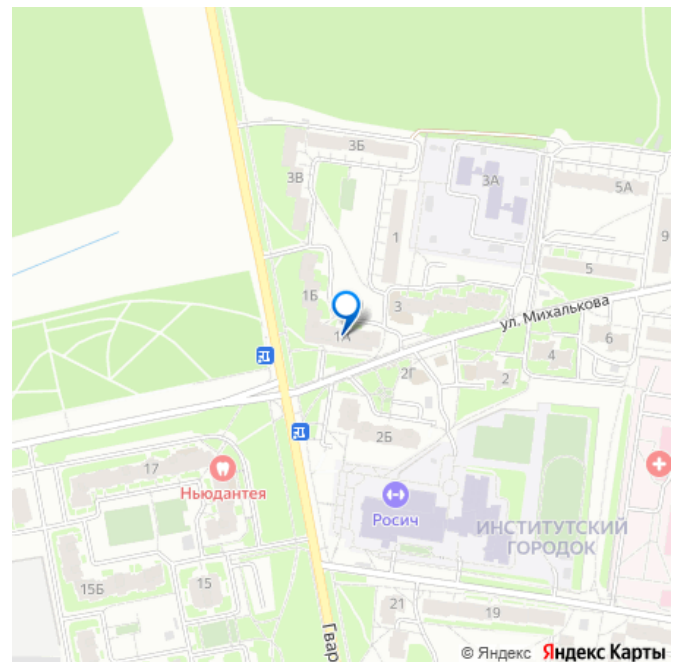 3Б
3В
3А
5А
9
1
5
1Б
3
ул. Михалькова
1А
6
4
2Г
2
2Б
17
Ньюдантея
Росич
ИНСТИТУТСКИЙ
ГОРОДОК
15Б
15
21
19
Гвар
© Яндекс Яндекс Карты